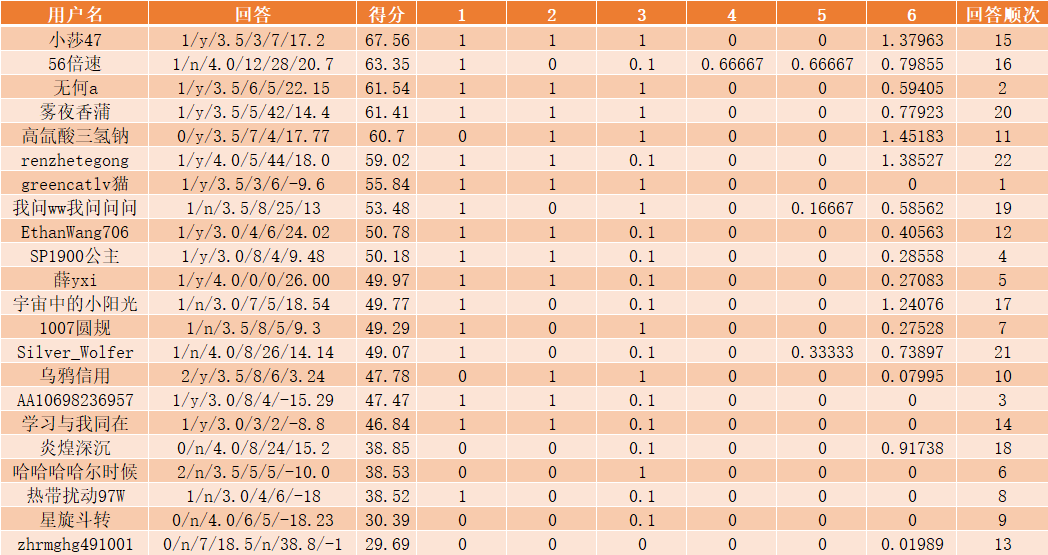 用户名 回答 得分 1 2 3 4 5 6 回答顺次
小莎47 1/y/3.5/3/7/17.2 67.56 1 1 1 0 0 1.37963 15
56倍速 1/n/4.0/12/28/20.7 63.35 1 0 0.1 0.66667 0.66667 0.79855 16
无何a 1/y/3.5/6/5/22.15 61.54 1 1 1 0 0 0.59405 2
雾夜香蒲 1/y/3.5/5/42/14.4 61.41 1 1 1 0 0 0.77923 20
高氙酸三氢钠 0/y/3.5/7/4/17.77 60.7 0 1 1 0 0 1.45183 11
renzhetegong 1/y/4.0/5/44/18.0 59.02 1 1 0.1 0 0 1.38527 22
greencatlv猫 1/y/3.5/3/6/-9.6 55.84 1 1 1 0 0 0 1
我问ww我问问问 1/n/3.5/8/25/13 53.48 1 0 1 0 0.16667 0.58562 19
EthanWang706 1/y/3.0/4/6/24.02 50.78 1 1 0.1 0 0 0.40563 12
SP1900公主 1/y/3.0/8/4/9.48 50.18 1 1 0.1 0 0 0.28558 4
薛yxi 1/y/4.0/0/0/26.00 49.97 1 1 0.1 0 0 0.27083 5
宇宙中的小阳光 1/n/3.0/7/5/18.54 49.77 1 0 0.1 0 0 1.24076 17
1007圆规 1/n/3.5/8/5/9.3 49.29 1 0 1 0 0 0.27528 7
Silver_Wolfer 1/n/4.0/8/26/14.14 49.07 1 0 0.1 0 0.33333 0.73897 21
乌鸦信用 2/y/3.5/8/6/3.24 47.78 0 1 1 0 0 0.07995 10
AA10698236957 1/y/3.0/8/4/-15.29 47.47 1 1 0.1 0 0 0 3
学习与我同在 1/y/3.0/3/2/-8.8 46.84 1 1 0.1 0 0 0 14
炎煌深沉 0/n/4.0/8/24/15.2 38.85 0 0 0.1 0 0 0.91738 18
哈哈哈哈尔时候 2/n/3.5/5/5/-10.0 38.53 0 0 1 0 0 0 6
热带扰动97W 1/n/3.0/4/6/-18 38.52 1 0 0.1 0 0 0 8
星旋斗转 0/n/4.0/6/5/-18.23 30.39 0 0 0.1 0 0 0 9
zhrmghg491001 0/n/7/18.5/n/38.8/-1 29.69 0 0 0 0 0 0.01989 13